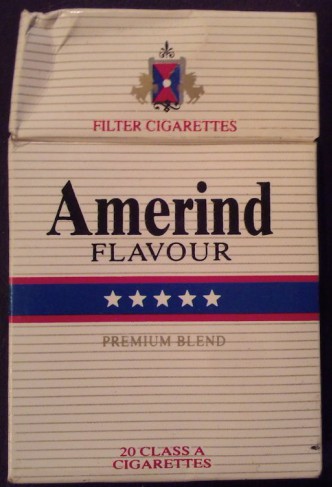 FILTER CIGARETTES
Amerind
FLAVOUR
PREMIUM BLEND
20 CLASS A
CIGARETTES